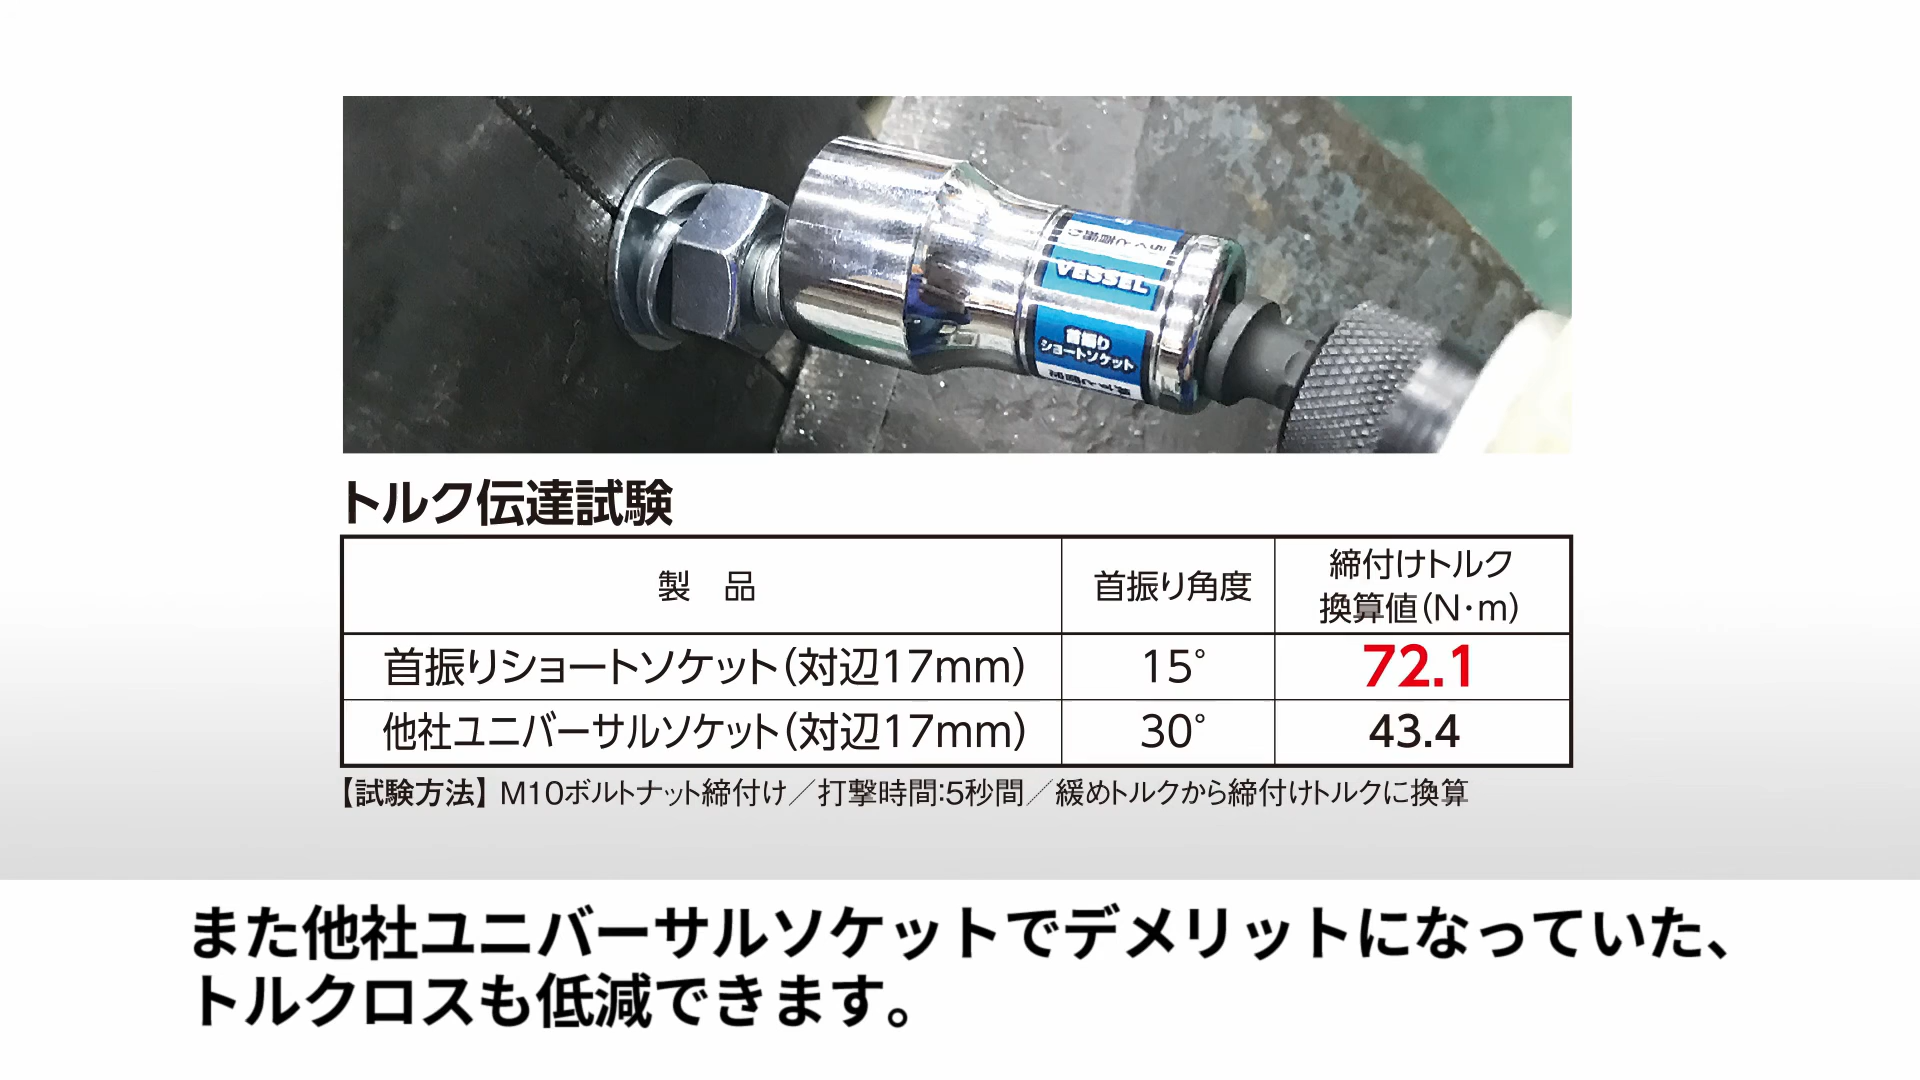 VESSEL
首振り
ショートソケット
トルク伝達試験
製　品
首振り角度
締付けトルク
換算値(N・m)
首振りショートソケット(対辺17mm)
15°
72.1
他社ユニバーサルソケット(対辺17mm)
30°
43.4
【試験方法】 M10ボルトナット締付け／打撃時間:5秒間／緩めトルクから締付けトルクに換算
また他社ユニバーサルソケットでデメリットになっていた、
トルクロスも低減できます。